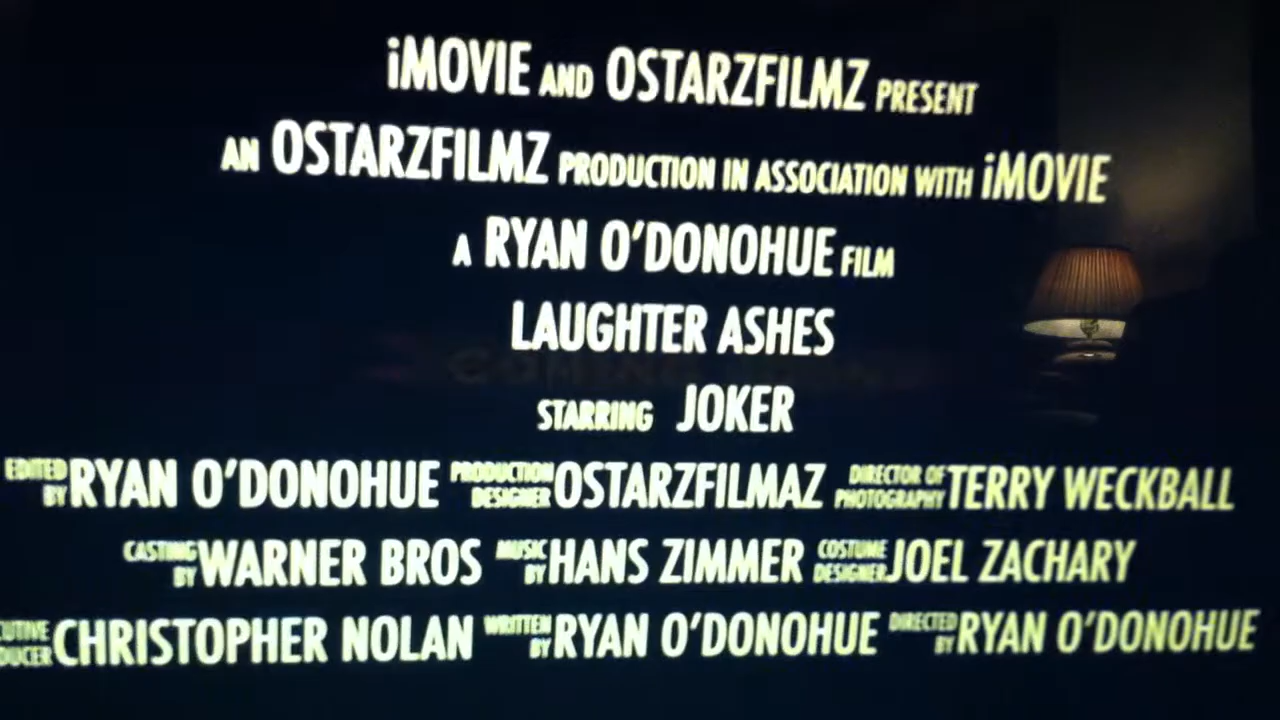 iMOVIE AND OSTARZFILMZ PRESENT
AN OSTARZFILMZ PRODUCTION IN ASSOCIATION WITH iMOVIE
A RYAN O'DONOHUE FILM
LAUGHTER ASHES
STARRING JOKER
EDITED BY RYAN O'DONOHUE PRODUCTION DESIGNER OSTARZFILMAZ DIRECTOR OF PHOTOGRAPHY TERRY WECKBALL
CASTING BY WARNER BROS MUSIC BY HANS ZIMMER COSTUME DESIGNER JOEL ZACHARY
CUTIVE DUCER CHRISTOPHER NOLAN WRITTEN BY RYAN O'DONOHUE DIRECTED BY RYAN O'DONOHUE